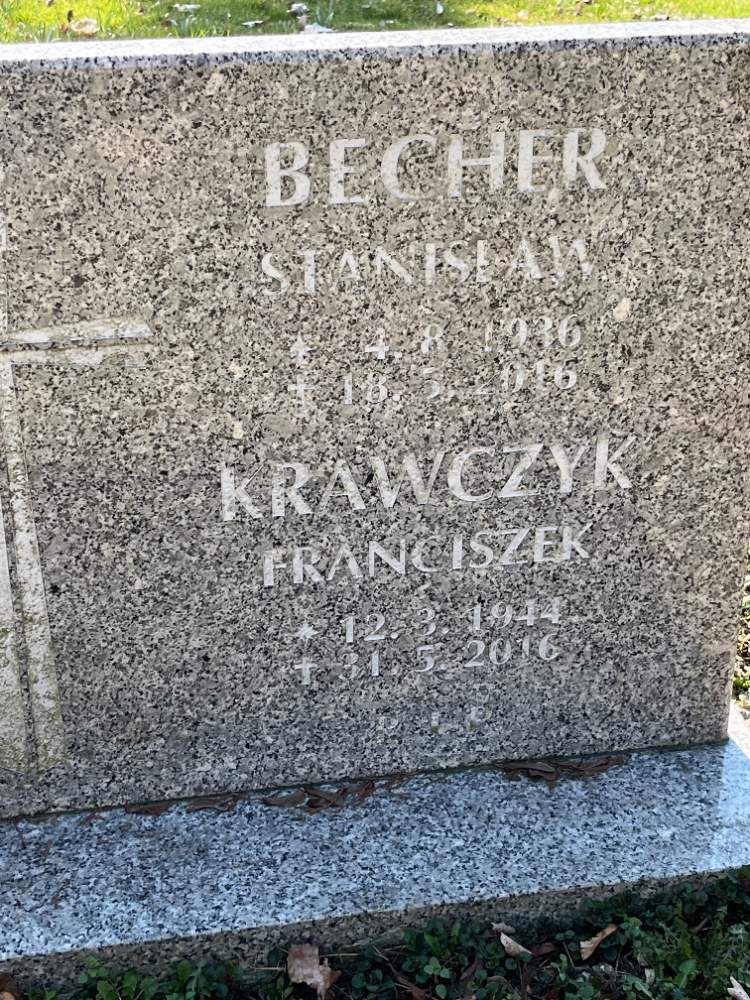 BECHER
STANISŁAW
* 4. 8. 1936
† 18. 5. 2016
KRAWCZYK
FRANCISZEK
* 12. 3. 1944
† 31. 5. 2016